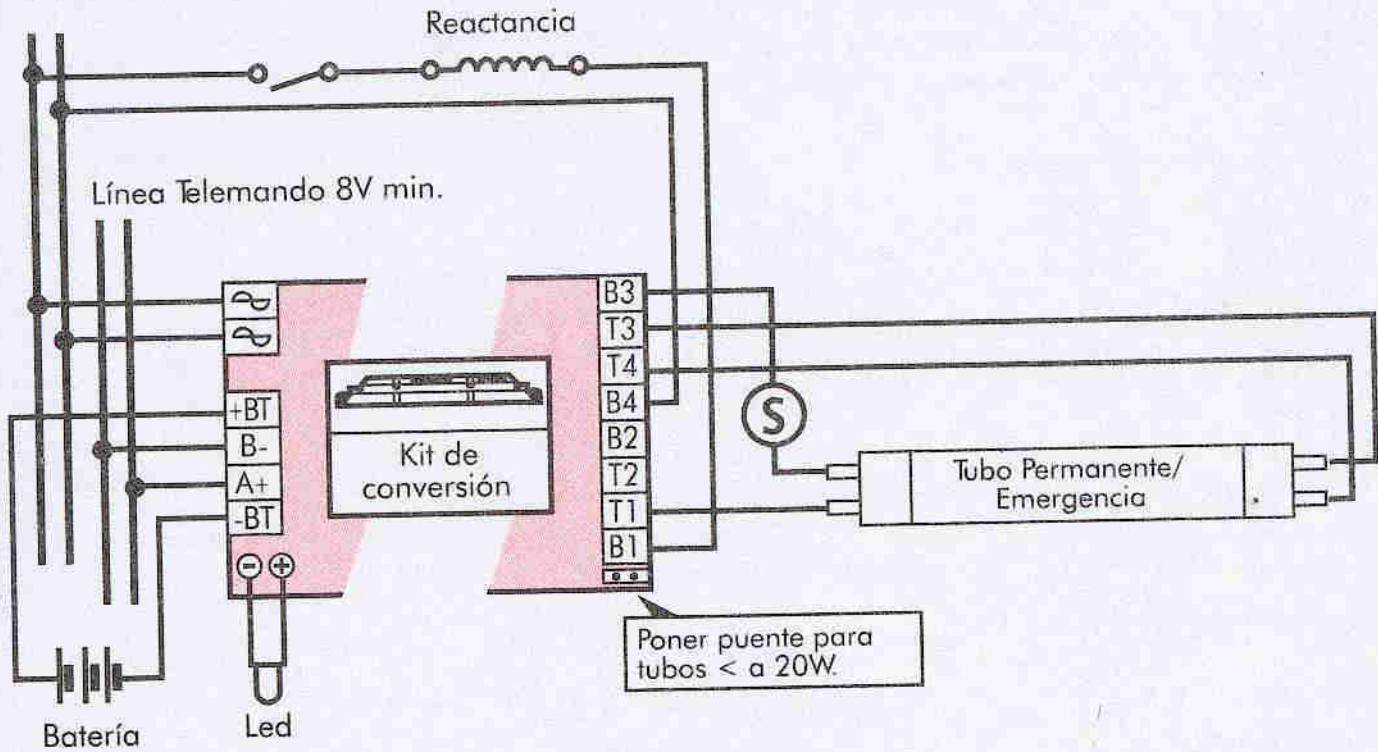 Reactancia
Línea Telemando 8V min.
+BT
B-
A+
-BT
Kit de
conversión
B3
T3
T4
B4
B2
T2
T1
B1
S
Tubo Permanente/
Emergencia
Poner puente para
tubos < a 20W.
Batería
Led